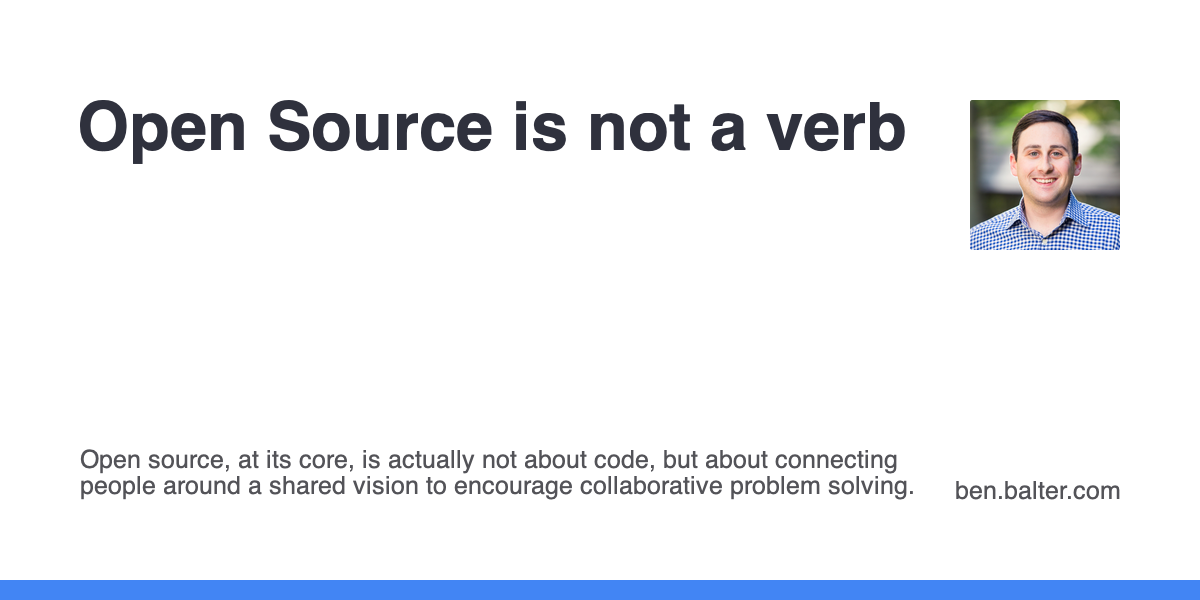 Open Source is not a verb
Open source, at its core, is actually not about code, but about connecting
people around a shared vision to encourage collaborative problem solving.
ben.balter.com